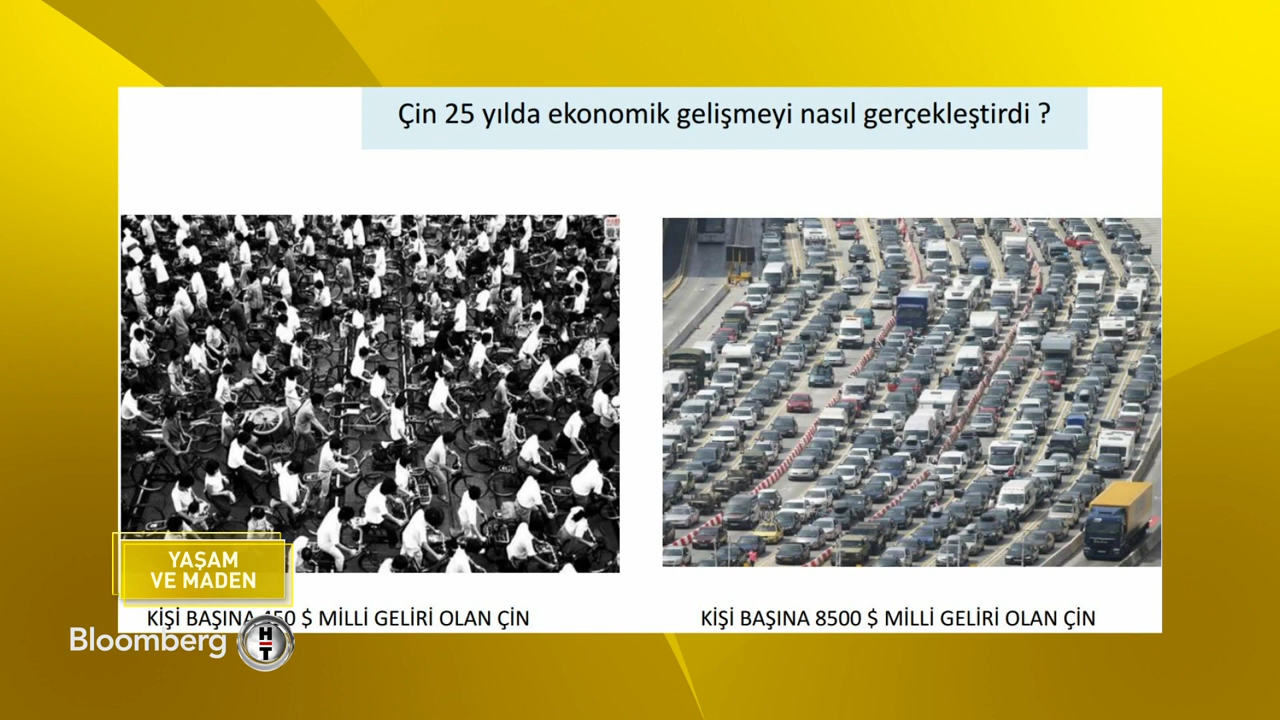 Çin 25 yılda ekonomik gelişmeyi nasıl gerçekleştirdi ?
YAŞAM
VE MADEN
KİŞİ BAŞINA $ MİLLİ GELİRİ OLAN ÇİN
KİŞİ BAŞINA 8500 $ MİLLİ GELİRİ OLAN ÇİN
Bloomberg HT